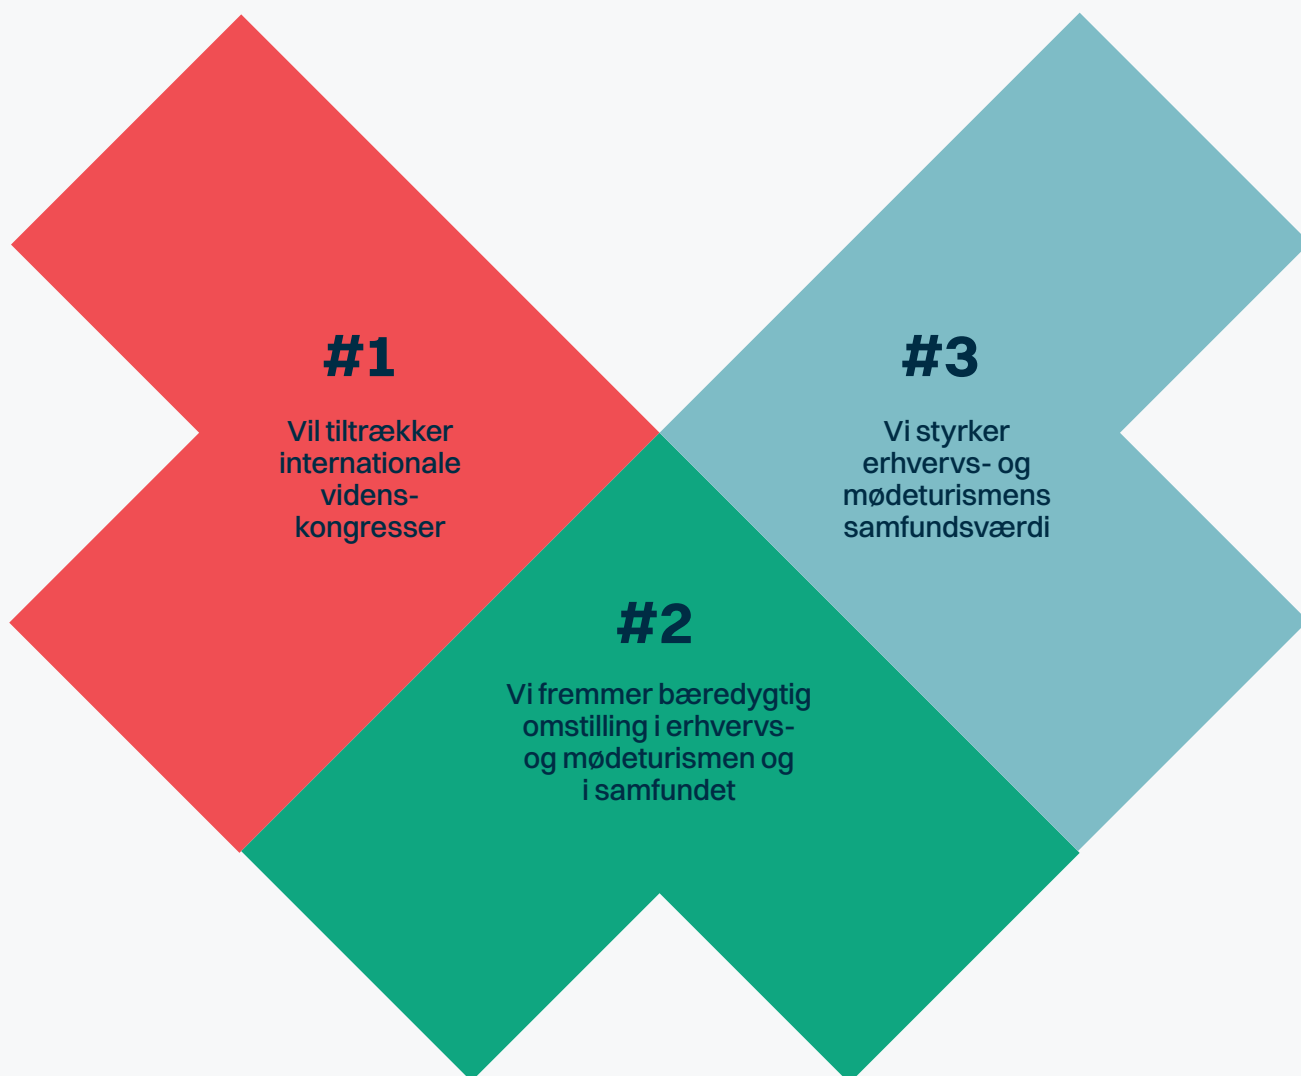 #1
Vil tiltrækker
internationale
videns-
kongresser
#2
Vi fremmer bæredygtig
omstilling i erhvervs-
og mødeturismen og
i samfundet
#3
Vi styrker
erhvervs- og
mødeturismens
samfundsværdi